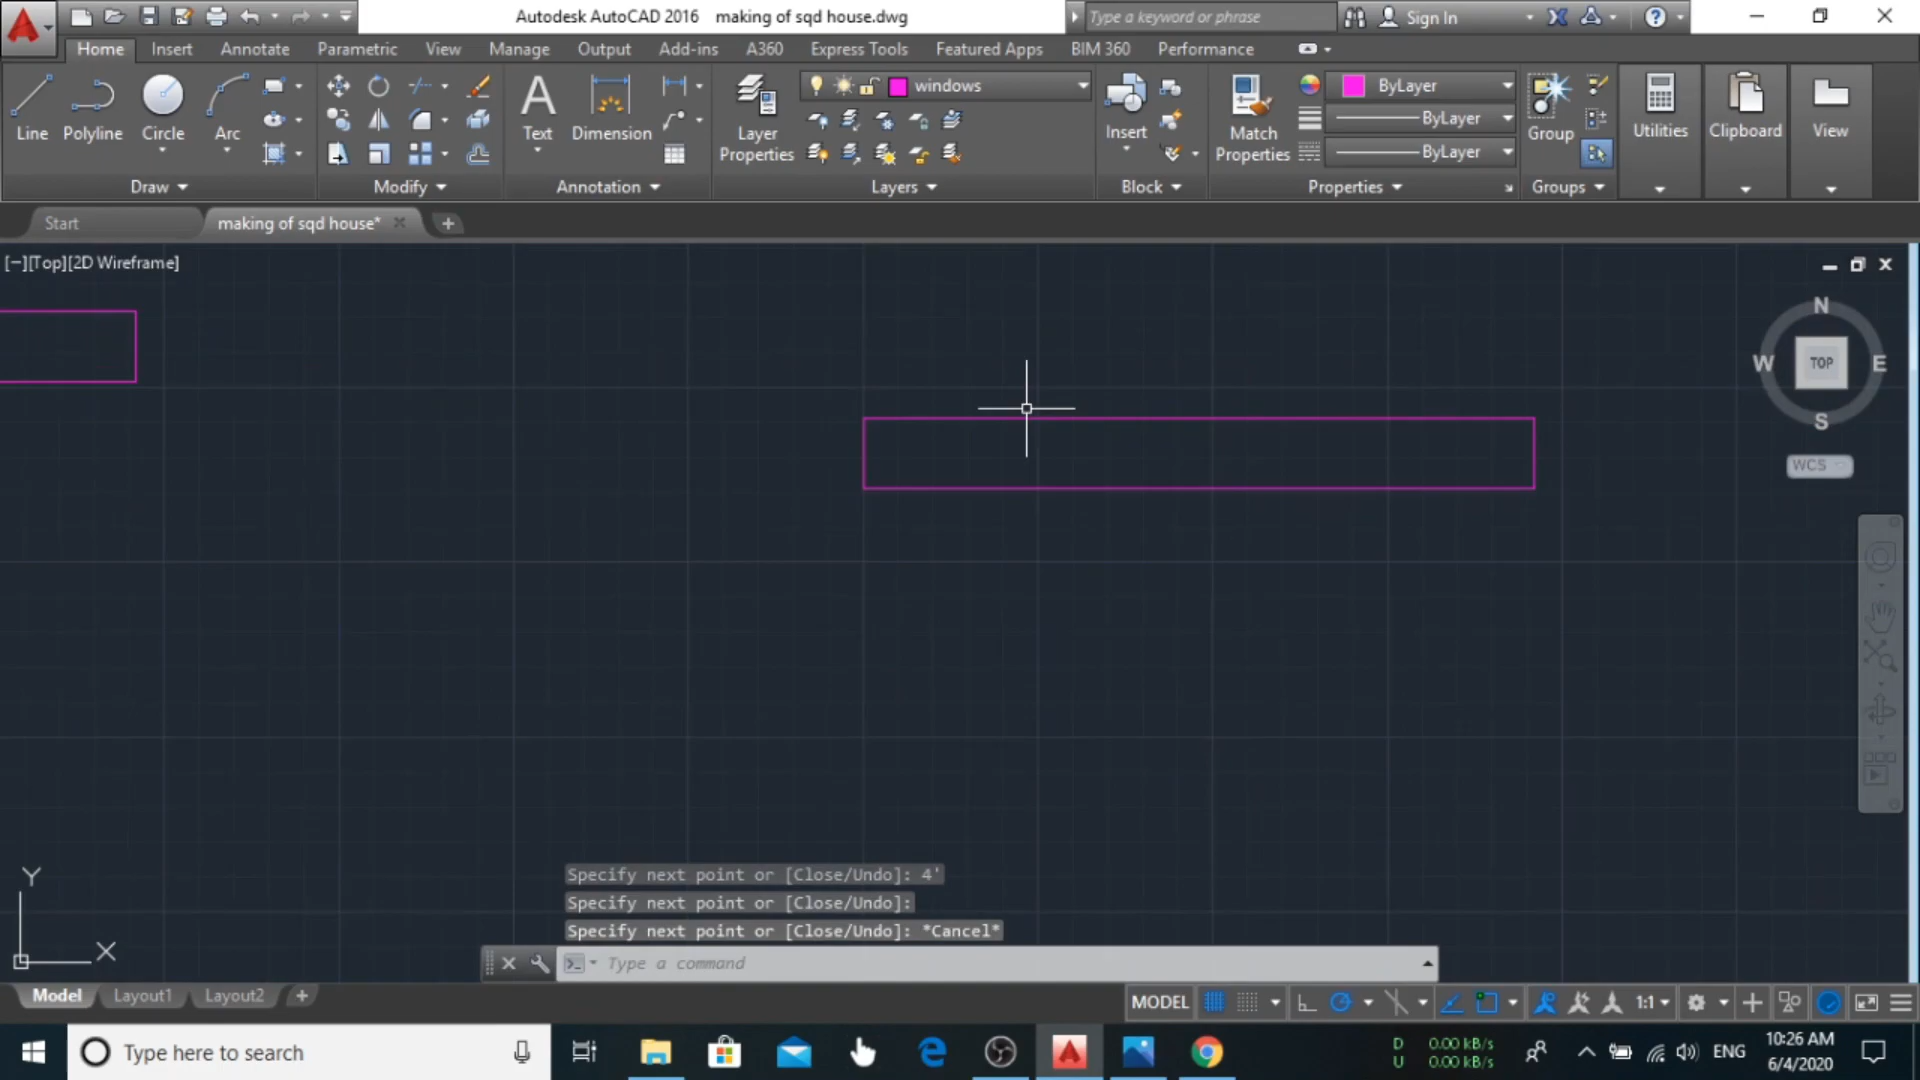 Autodesk AutoCAD 2016 making of sqd house.dwg
Type a keyword or phrase
Sign In
Home Insert Annotate Parametric View Manage Output Add-ins A360 Express Tools Featured Apps BIM 360 Performance
windows
ByLayer
Line Polyline Circle Arc
Text Dimension
Layer Properties
Insert
Match Properties
ByLayer
ByLayer
Group
Utilities
Clipboard
View
Draw Modify Annotation Layers Block Properties Groups
Start making of sqd house*
[−][Top][2D Wireframe]
N
W TOP E
S
WCS
Y
X
Specify next point or [Close/Undo]: 4'
Specify next point or [Close/Undo]:
Specify next point or [Close/Undo]: *Cancel*
Type a command
Model Layout1 Layout2
MODEL 1:1
Type here to search
D 0.00 kB/s
U 0.00 kB/s
ENG
10:26 AM
6/4/2020